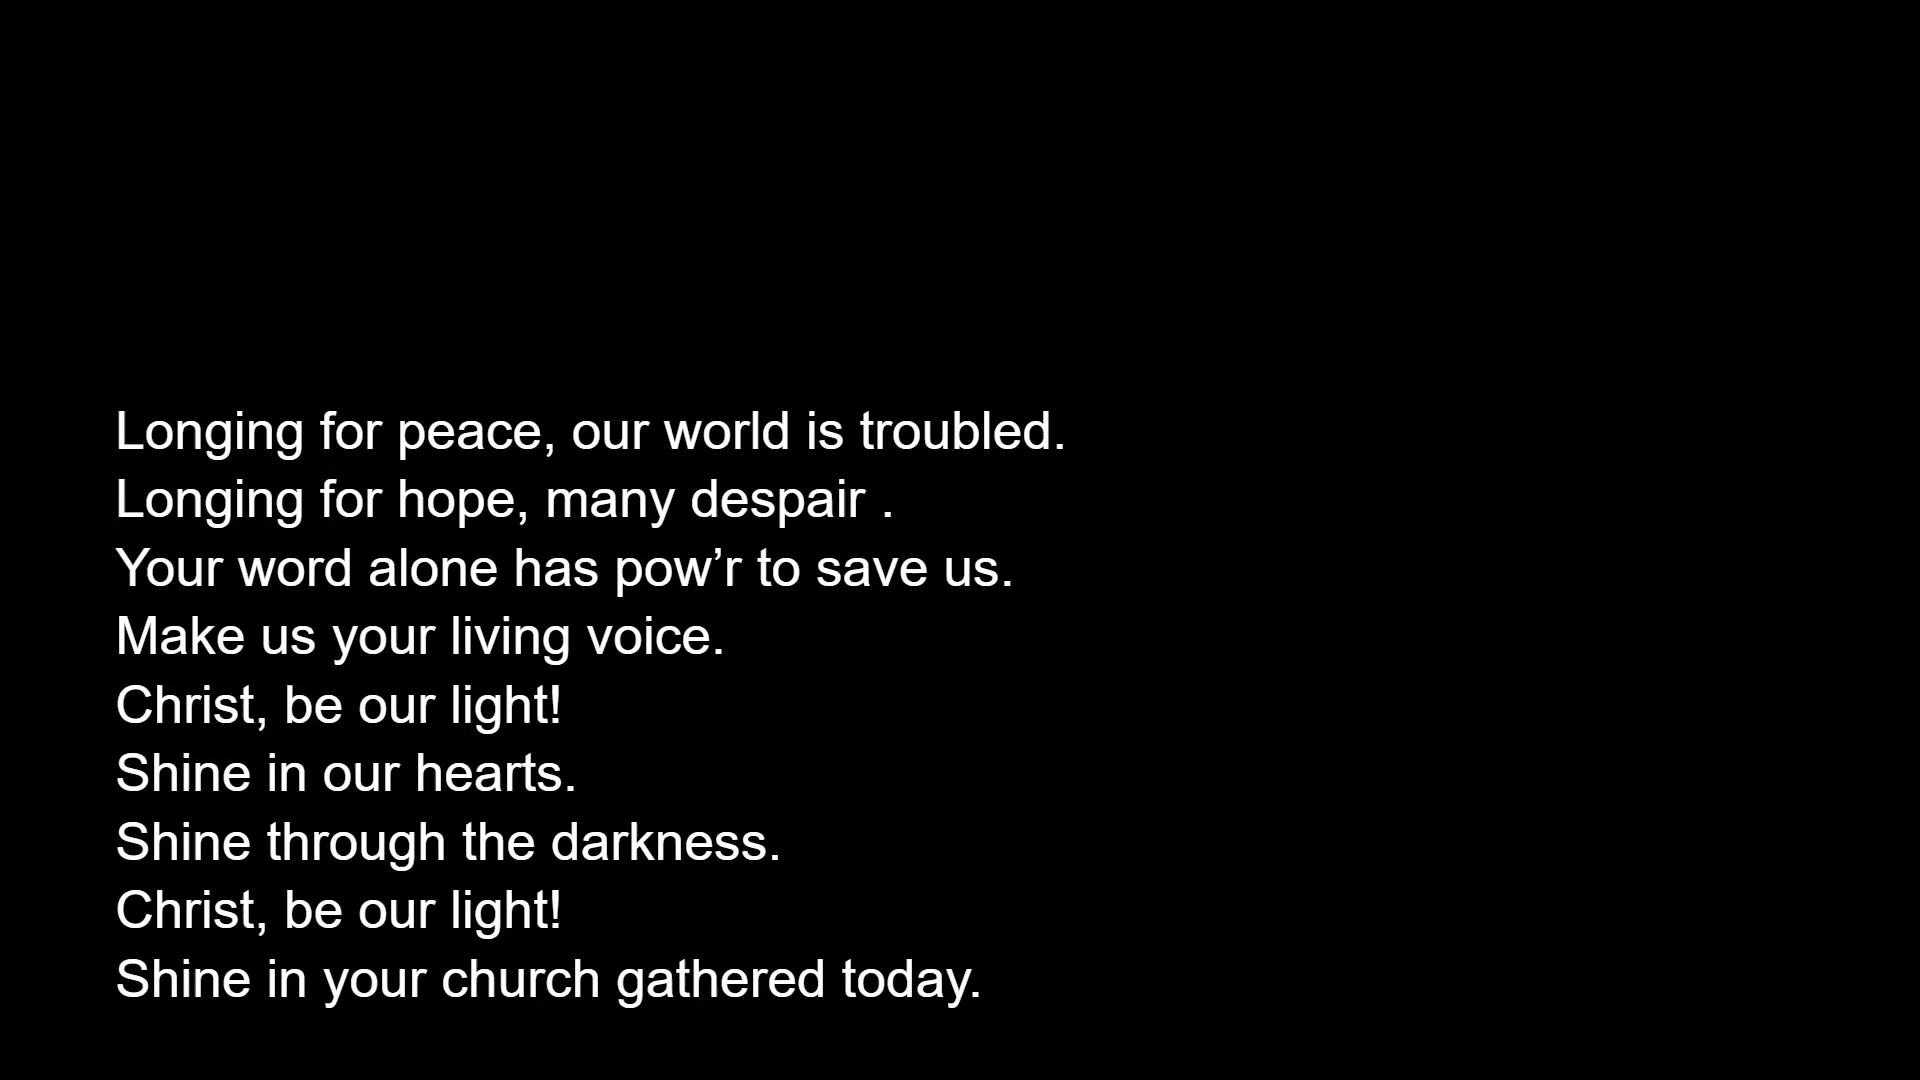 Longing for peace, our world is troubled.
Longing for hope, many despair .
Your word alone has pow’r to save us.
Make us your living voice.
Christ, be our light!
Shine in our hearts.
Shine through the darkness.
Christ, be our light!
Shine in your church gathered today.